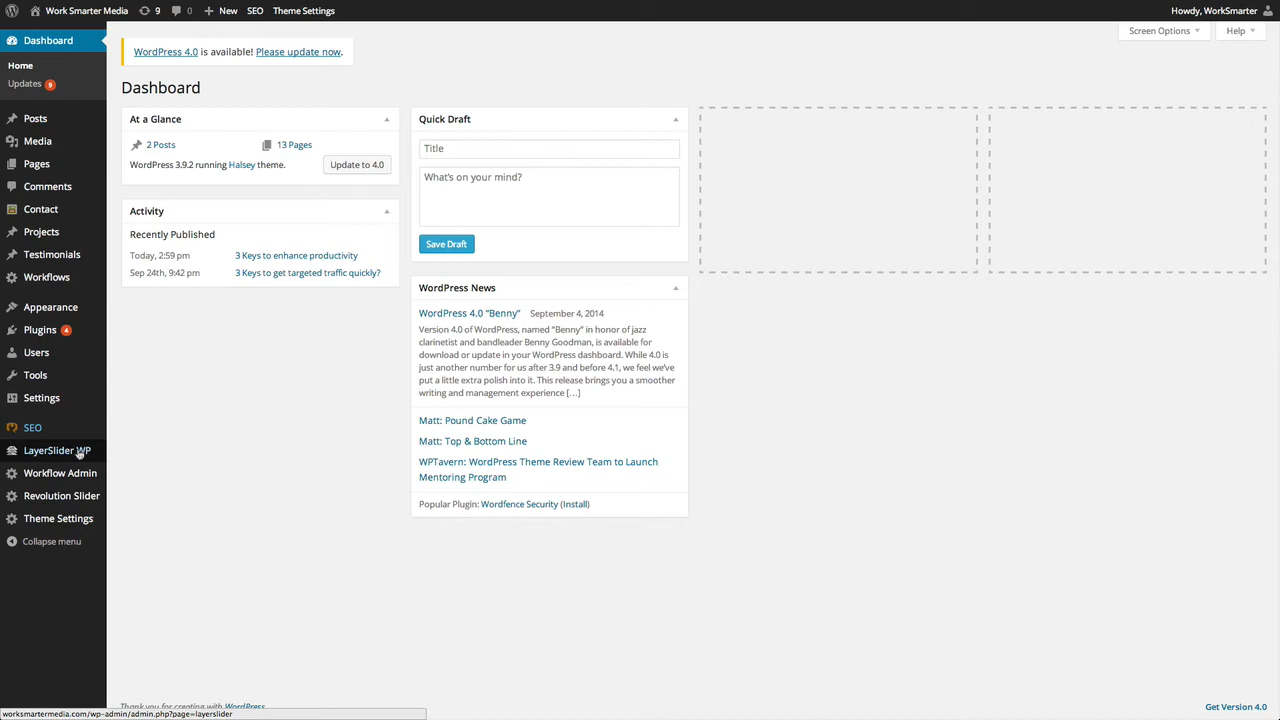 Work Smarter Media 9 0 New SEO Theme Settings Howdy, WorkSmarter
Screen Options Help
Dashboard
Home
Updates 9
Posts
Media
Pages
Comments
Contact
Projects
Testimonials
Workflows
Appearance
Plugins 4
Users
Tools
Settings
SEO
LayerSlider WP
Workflow Admin
Revolution Slider
Theme Settings
Collapse menu
WordPress 4.0 is available! Please update now.
Dashboard
At a Glance
2 Posts 13 Pages
WordPress 3.9.2 running Halsey theme. Update to 4.0
Activity
Recently Published
Today, 2:59 pm 3 Keys to enhance productivity
Sep 24th, 9:42 pm 3 Keys to get targeted traffic quickly?
Quick Draft
Title
What's on your mind?
Save Draft
WordPress News
WordPress 4.0 “Benny” September 4, 2014
Version 4.0 of WordPress, named “Benny” in honor of jazz
clarinetist and bandleader Benny Goodman, is available for
download or update in your WordPress dashboard. While 4.0 is
just another number for us after 3.9 and before 4.1, we feel we've
put a little extra polish into it. This release brings you a smoother
writing and management experience […]
Matt: Pound Cake Game
Matt: Top & Bottom Line
WPTavern: WordPress Theme Review Team to Launch
Mentoring Program
Popular Plugin: Wordfence Security (Install)
Thank you for creating with WordPress
Get Version 4.0
worksmartermedia.com/wp-admin/admin.php?page=layerslider